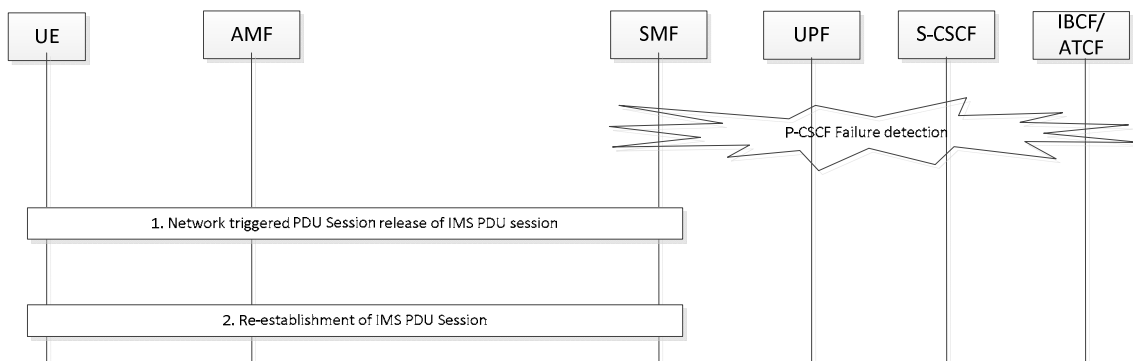 UE
AMF
SMF
UPF
S-CSCF
IBCF/
ATCF
P-CSCF Failure detection
1. Network triggered PDU Session release of IMS PDU session
2. Re-establishment of IMS PDU Session